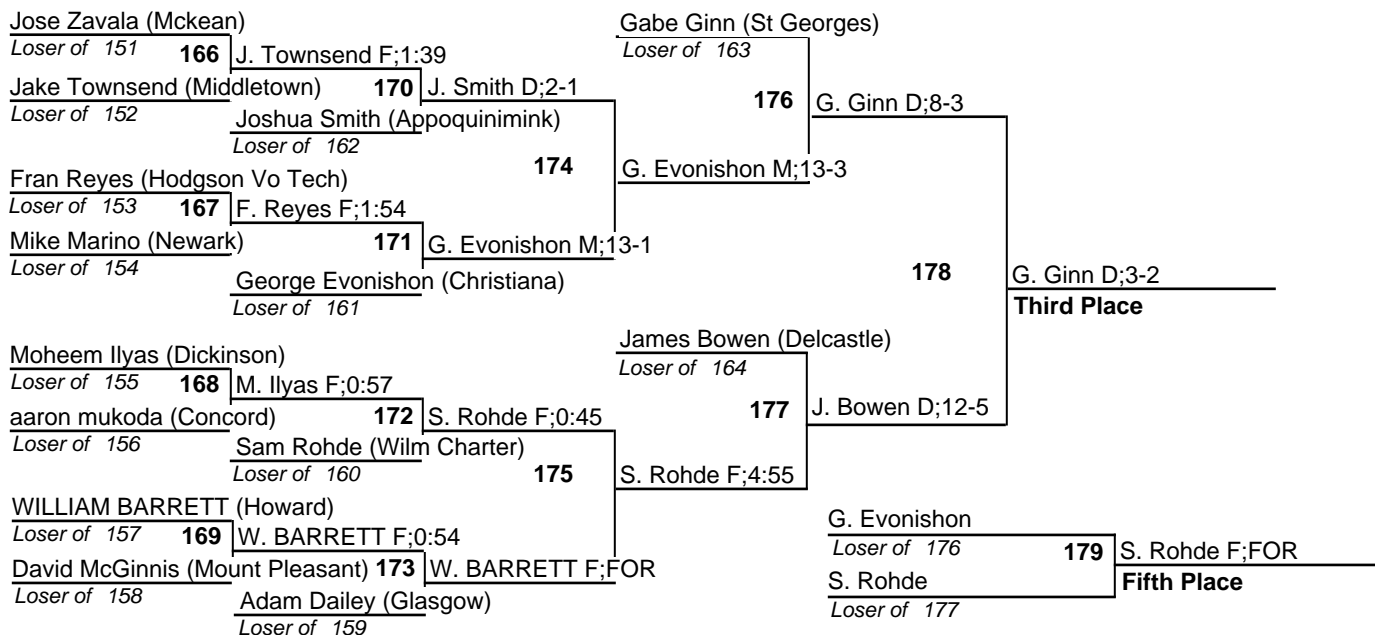 Jose Zavala (Mckean)
Gabe Ginn (St Georges)
Loser of 151
166
J. Townsend F;1:39
Loser of 163
Jake Townsend (Middletown)
170
J. Smith D;2-1
176
G. Ginn D;8-3
Loser of 152
Joshua Smith (Appoquinimink)
Loser of 162
174
G. Evonishon M;13-3
Fran Reyes (Hodgson Vo Tech)
Loser of 153
167
F. Reyes F;1:54
Mike Marino (Newark)
171
G. Evonishon M;13-1
Loser of 154
178
G. Ginn D;3-2
George Evonishon (Christiana)
Loser of 161
Third Place
Moheem Ilyas (Dickinson)
James Bowen (Delcastle)
Loser of 155
168
M. Ilyas F;0:57
Loser of 164
aaron mukoda (Concord)
172
S. Rohde F;0:45
177
J. Bowen D;12-5
Loser of 156
Sam Rohde (Wilm Charter)
Loser of 160
175
S. Rohde F;4:55
WILLIAM BARRETT (Howard)
Loser of 157
169
W. BARRETT F;0:54
G. Evonishon
Loser of 176
179
S. Rohde F;FOR
David McGinnis (Mount Pleasant)
173
W. BARRETT F;FOR
S. Rohde
Fifth Place
Loser of 158
Adam Dailey (Glasgow)
Loser of 177
Loser of 159